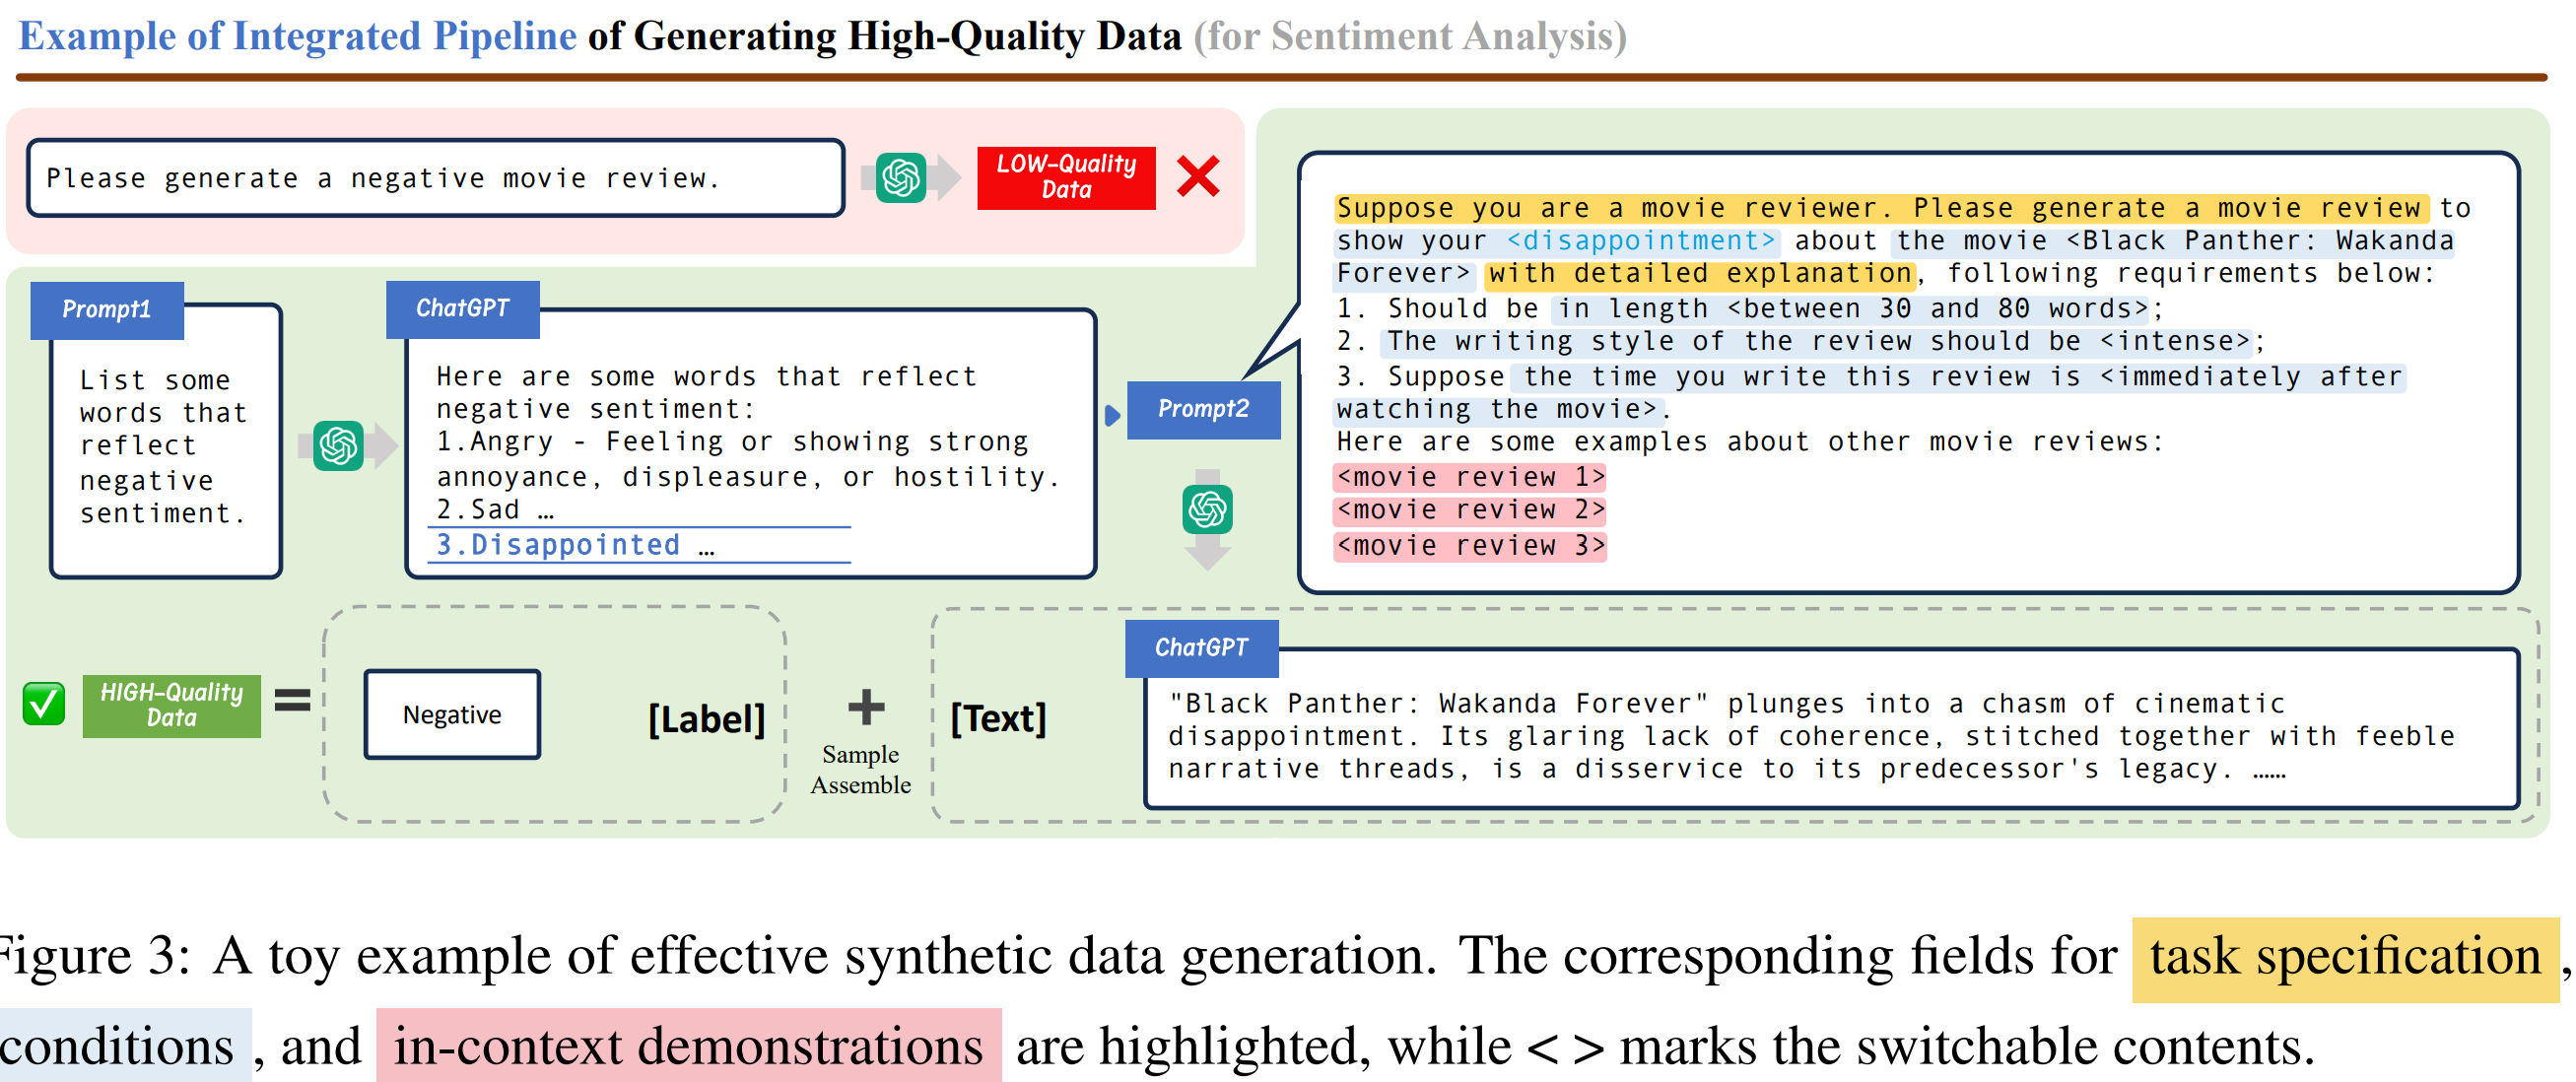 Example of Integrated Pipeline of Generating High-Quality Data (for Sentiment Analysis)
Please generate a negative movie review.
LOW-Quality
Data
Prompt1
List some
words that
reflect
negative
sentiment.
ChatGPT
Here are some words that reflect
negative sentiment:
1.Angry - Feeling or showing strong
annoyance, displeasure, or hostility.
2.Sad …
3.Disappointed …
Prompt2
Suppose you are a movie reviewer. Please generate a movie review to
show your <disappointment> about the movie <Black Panther: Wakanda
Forever> with detailed explanation, following requirements below:
1. Should be in length <between 30 and 80 words>;
2. The writing style of the review should be <intense>;
3. Suppose the time you write this review is <immediately after
watching the movie>.
Here are some examples about other movie reviews:
<movie review 1>
<movie review 2>
<movie review 3>
HIGH-Quality
Data
=
Negative
[Label]
+
Sample
Assemble
[Text]
ChatGPT
"Black Panther: Wakanda Forever" plunges into a chasm of cinematic
disappointment. Its glaring lack of coherence, stitched together with feeble
narrative threads, is a disservice to its predecessor's legacy. ……
Figure 3: A toy example of effective synthetic data generation. The corresponding fields for task specification,
conditions, and in-context demonstrations are highlighted, while < > marks the switchable contents.